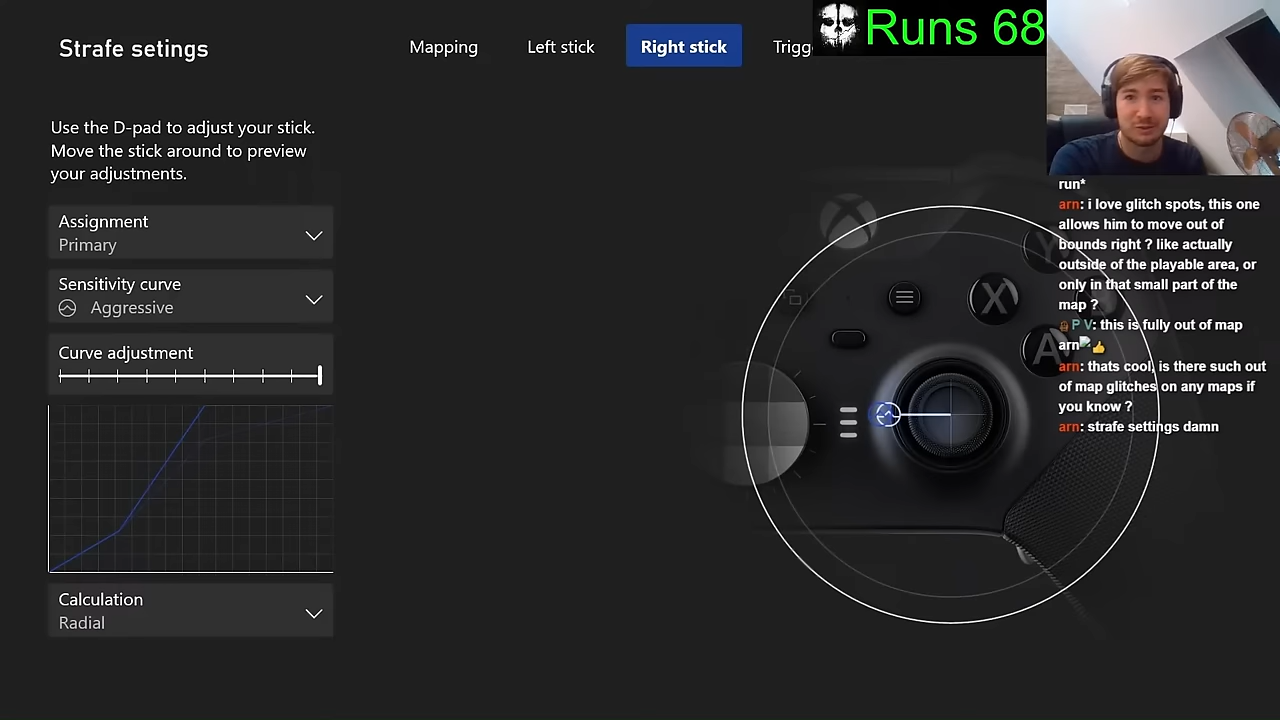 Strafe setings
Mapping
Left stick
Right stick
Trigg
Runs 68
Use the D-pad to adjust your stick.
Move the stick around to preview
your adjustments.
Assignment
Primary
Sensitivity curve
Aggressive
Curve adjustment
Calculation
Radial
Y
X
A
run*
arn: i love glitch spots, this one
allows him to move out of
bounds right ? like actually
outside of the playable area, or
only in that small part of the
map ?
P V: this is fully out of map
arn👍
arn: thats cool, is there such out
of map glitches on any maps if
you know ?
arn: strafe settings damn